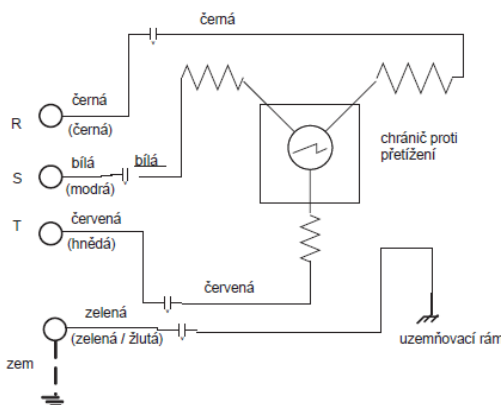 černá
černá
R
(černá)
chránič proti
přetížení
bílá
bílá
S
(modrá)
T
červená
(hnědá)
červená
zelená
(zelená / žlutá)
uzemňovací rám
zem